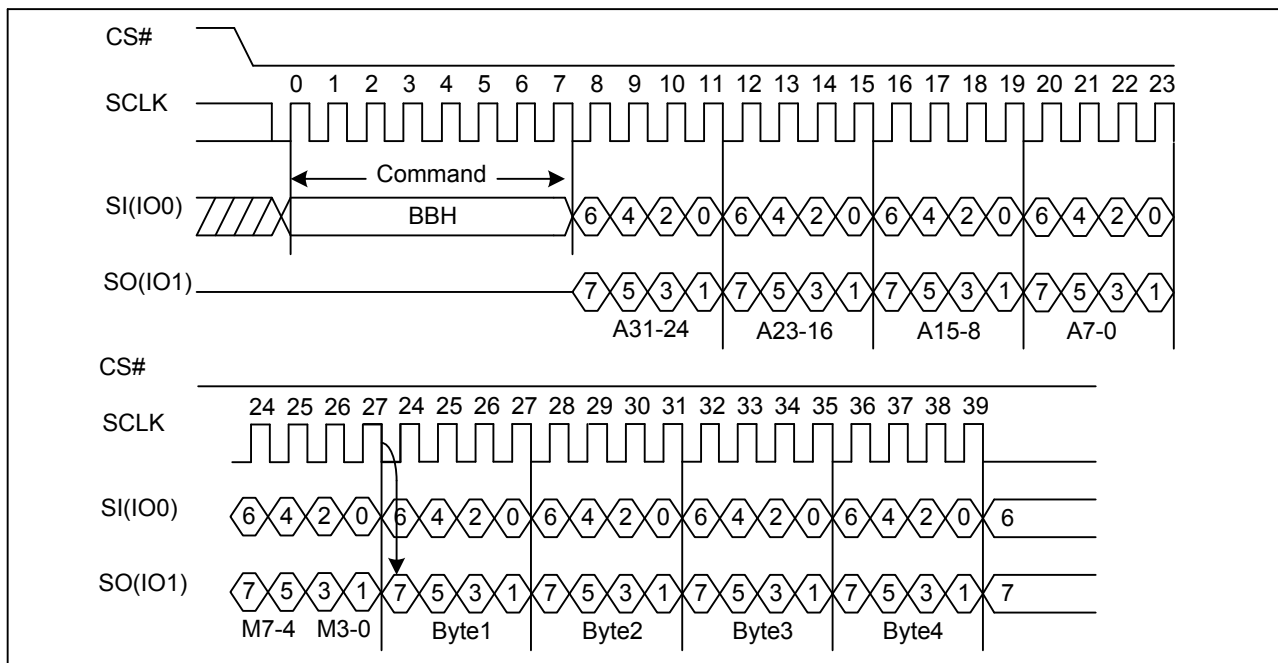 CS#
0 1 2 3 4 5 6 7 8 9 10 11 12 13 14 15 16 17 18 19 20 21 22 23
SCLK
Command
SI(IO0) BBH 6 4 2 0 6 4 2 0 6 4 2 0 6 4 2 0
SO(IO1) 7 5 3 1 7 5 3 1 7 5 3 1 7 5 3 1
A31-24 A23-16 A15-8 A7-0
CS#
24 25 26 27 24 25 26 27 28 29 30 31 32 33 34 35 36 37 38 39
SCLK
SI(IO0) 6 4 2 0 6 4 2 0 6 4 2 0 6 4 2 0 6 4 2 0 6
SO(IO1) 7 5 3 1 7 5 3 1 7 5 3 1 7 5 3 1 7 5 3 1 7
M7-4 M3-0 Byte1 Byte2 Byte3 Byte4